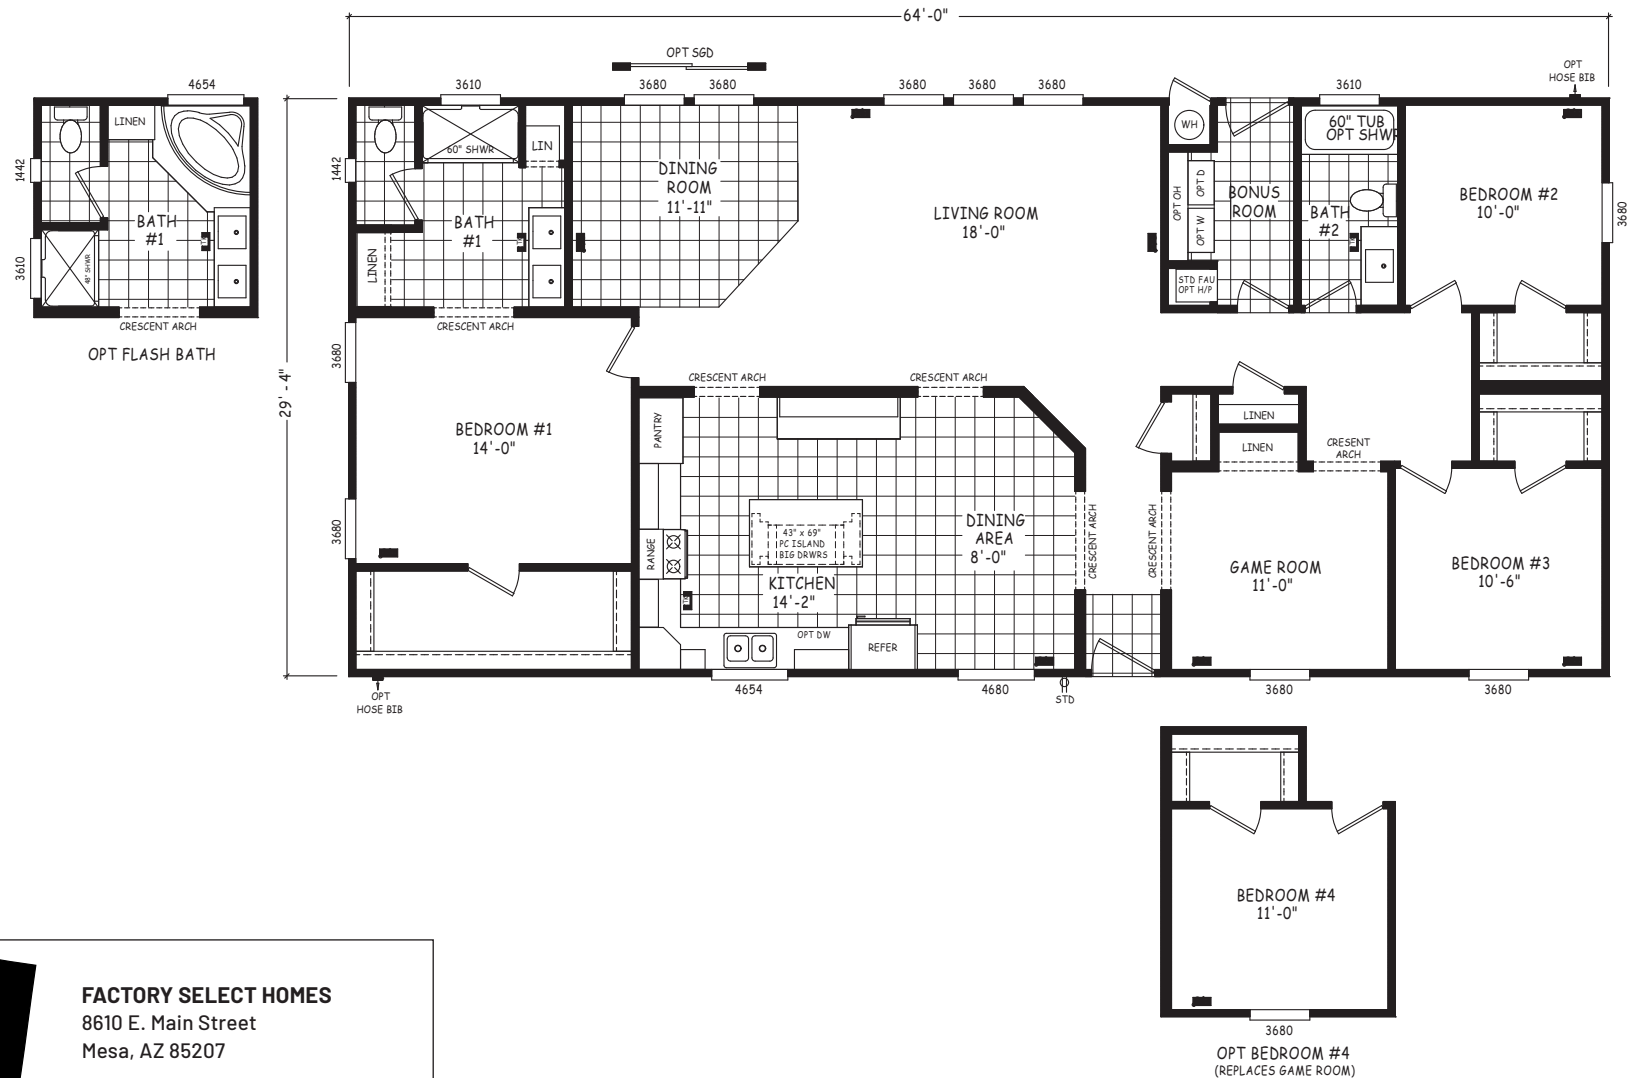 64'-0"
OPT SGD
OPT
HOSE BIB
4654
3610
3680
3680
3680
3680
3680
3610
LINEN
1442
BATH
#1
3610
48" SHWR
CRESCENT ARCH
OPT FLASH BATH
29' - 4"
1442
60" SHWR
LIN
BATH
#1
LINEN
CRESCENT ARCH
DINING
ROOM
11'-11"
LIVING ROOM
18'-0"
WH
OPT OH
OPT D
OPT W
STD FAU
OPT H/P
BONUS
ROOM
60" TUB
OPT SHWR
BATH
#2
BEDROOM #2
10'-0"
3680
3680
BEDROOM #1
14'-0"
3680
CRESCENT ARCH
CRESCENT ARCH
PANTRY
RANGE
43" x 69"
PC ISLAND
BIG DRWRS
KITCHEN
14'-2"
OPT DW
REFER
DINING
AREA
8'-0"
CRESCENT ARCH
CRESCENT ARCH
LINEN
LINEN
CRESENT
ARCH
GAME ROOM
11'-0"
BEDROOM #3
10'-6"
OPT
HOSE BIB
4654
4680
STD
3680
3680
BEDROOM #4
11'-0"
3680
OPT BEDROOM #4
(REPLACES GAME ROOM)
FACTORY SELECT HOMES
8610 E. Main Street
Mesa, AZ 85207